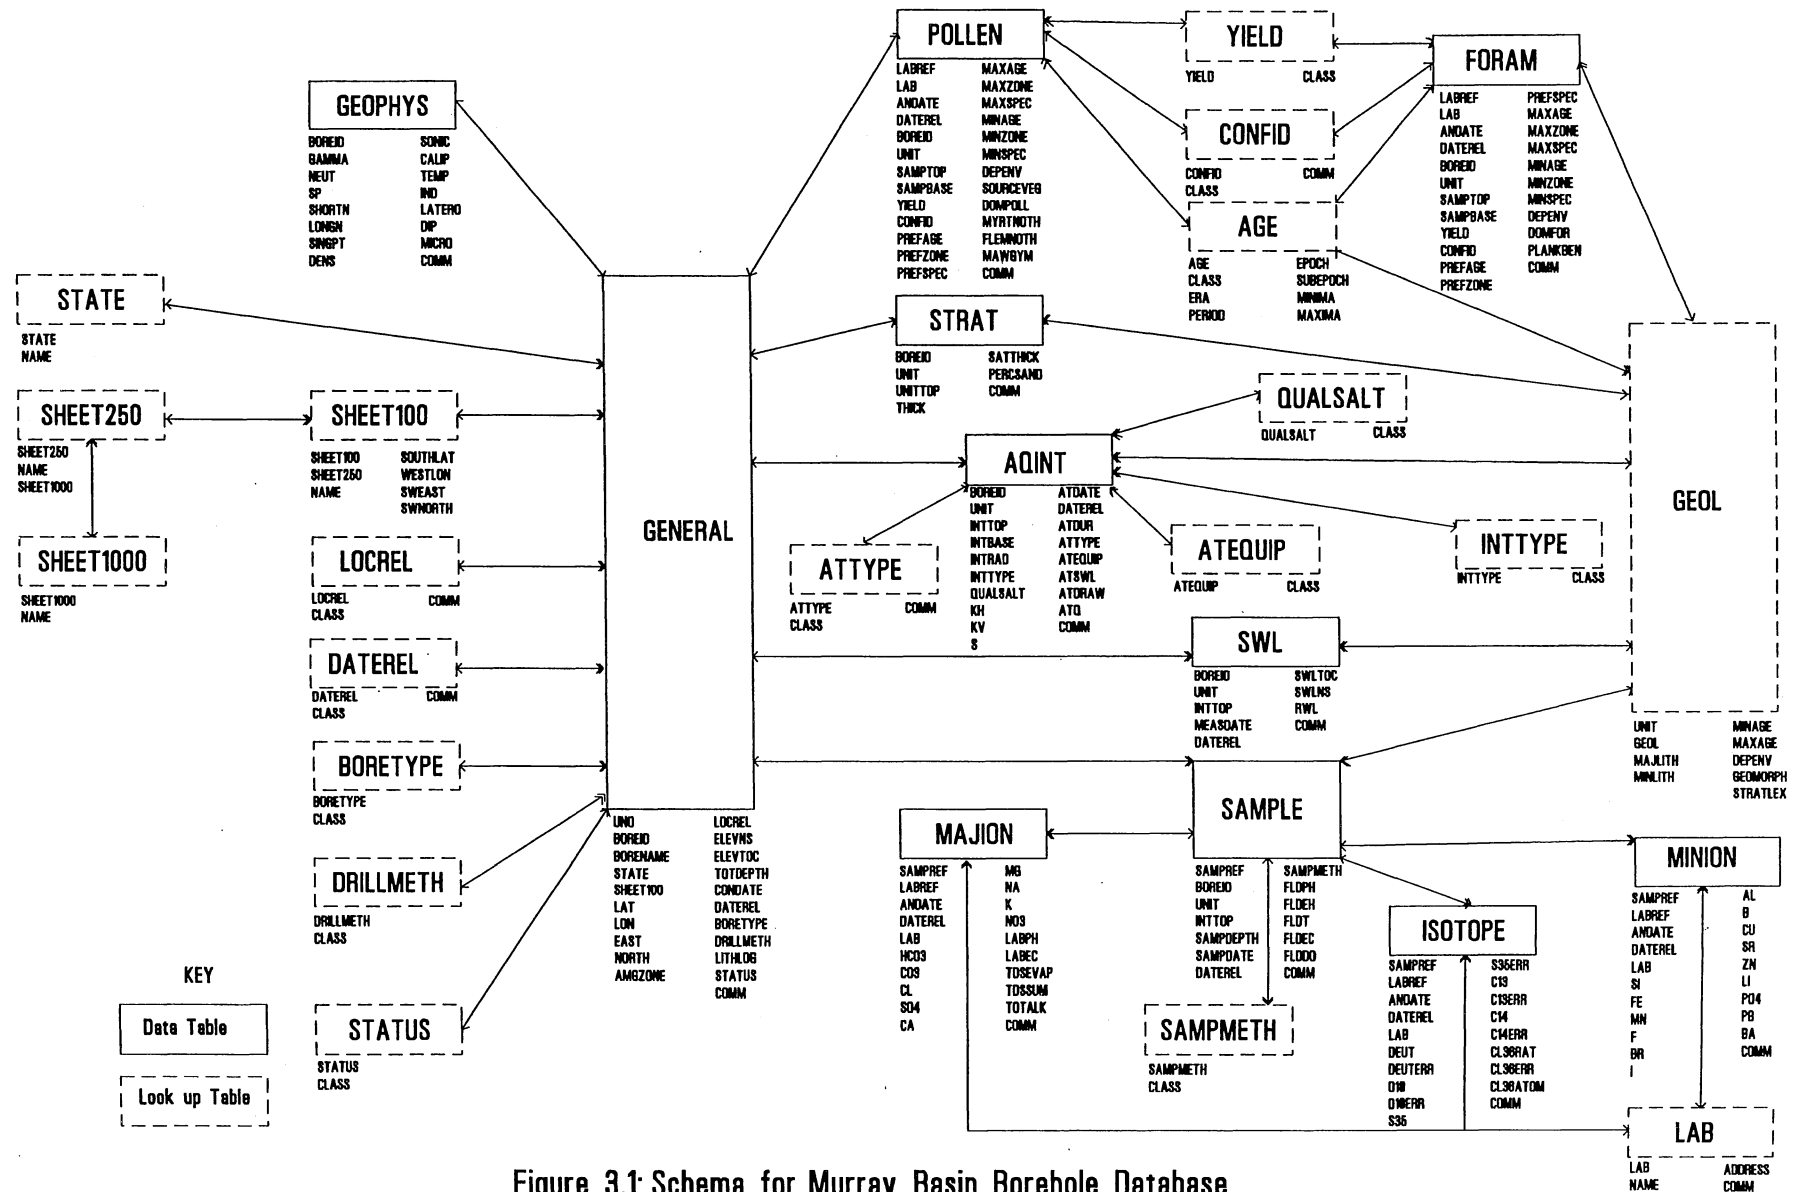 POLLEN
LABREF MAXAGE
LAB MAXZONE
ANDATE MAXSPEC
DATEREL MINAGE
BOREID MINZONE
UNIT MINSPEC
SAMPTOP DEPENV
SAMPBASE SOURCEVEG
YIELD DOMPOLL
CONFID MYRTNOTH
PREFAGE FLEMNOTH
PREFZONE MAWGYM
PREFSPEC COMM
YIELD
YIELD CLASS
FORAM
LABREF PREFSPEC
LAB MAXAGE
ANDATE MAXZONE
DATEREL MAXSPEC
BOREID MINAGE
UNIT MINZONE
SAMPTOP MINSPEC
SAMPBASE DEPENV
YIELD DOMFOR
CONFID PLANKBEN
PREFAGE COMM
PREFZONE
CONFID
CONFID COMM
CLASS
AGE
AGE EPOCH
CLASS SUBEPOCH
ERA MINIMA
PERIOD MAXIMA
GEOPHYS
BOREID SONIC
GAMMA CALIP
NEUT TEMP
SP IND
SHORTN LATERO
LONGN DIP
SINGPT MICRO
DENS COMM
STATE
STATE
NAME
SHEET250
SHEET250
NAME
SHEET1000
SHEET100
SHEET100 SOUTHLAT
SHEET250 WESTLON
NAME SWEAST
SWNORTH
SHEET1000
SHEET1000
NAME
LOCREL
LOCREL COMM
CLASS
DATEREL
DATEREL COMM
CLASS
BORETYPE
BORETYPE
CLASS
DRILLMETH
DRILLMETH
CLASS
STATUS
STATUS
CLASS
GENERAL
UNO LOCREL
BOREID ELEVNS
BORENAME ELEVTOC
STATE TOTDEPTH
SHEET100 CONDATE
LAT DATEREL
LON BORETYPE
EAST DRILLMETH
NORTH LITHLOG
AMGZONE STATUS
COMM
STRAT
BOREID SATTHICK
UNIT PERCSAND
UNITTOP COMM
THICK
QUALSALT
QUALSALT CLASS
AQINT
BOREID ATDATE
UNIT DATEREL
INTTOP ATDUR
INTBASE ATTYPE
INTRAD ATEQUIP
INTTYPE ATSWL
QUALSALT ATDRAW
KH ATQ
KV COMM
S
ATTYPE
ATTYPE COMM
CLASS
ATEQUIP
ATEQUIP CLASS
INTTYPE
INTTYPE CLASS
GEOL
UNIT MINAGE
GEOL MAXAGE
MAJLITH DEPENV
MINLITH GEOMORPH
STRATLEX
SWL
BOREID SWLTOC
UNIT SWLNS
INTTOP RWL
MEASDATE COMM
DATEREL
SAMPLE
SAMPREF SAMPMETH
BOREID FLDPH
UNIT FLDEH
INTTOP FLDT
SAMPDEPTH FLDEC
SAMPDATE FLDDO
DATEREL COMM
MAJION
SAMPREF MG
LABREF NA
ANDATE K
DATEREL NO3
LAB LABPH
HCO3 LABEC
CO3 TDSEVAP
CL TDSSUM
SO4 TOTALK
CA COMM
SAMPMETH
SAMPMETH
CLASS
ISOTOPE
SAMPREF S35ERR
LABREF C13
ANDATE C13ERR
DATEREL C14
LAB C14ERR
DEUT CL36RAT
DEUTERR CL36ERR
O18 CL36ATOM
O18ERR COMM
S35
MINION
SAMPREF AL
LABREF B
ANDATE CU
DATEREL SR
LAB ZN
SI LI
FE PO4
MN PB
F BA
BR COMM
I
LAB
LAB ADDRESS
NAME COMM
KEY
Data Table
Look up Table
Figure 3.1: Schema for Murray Basin Borehole Database